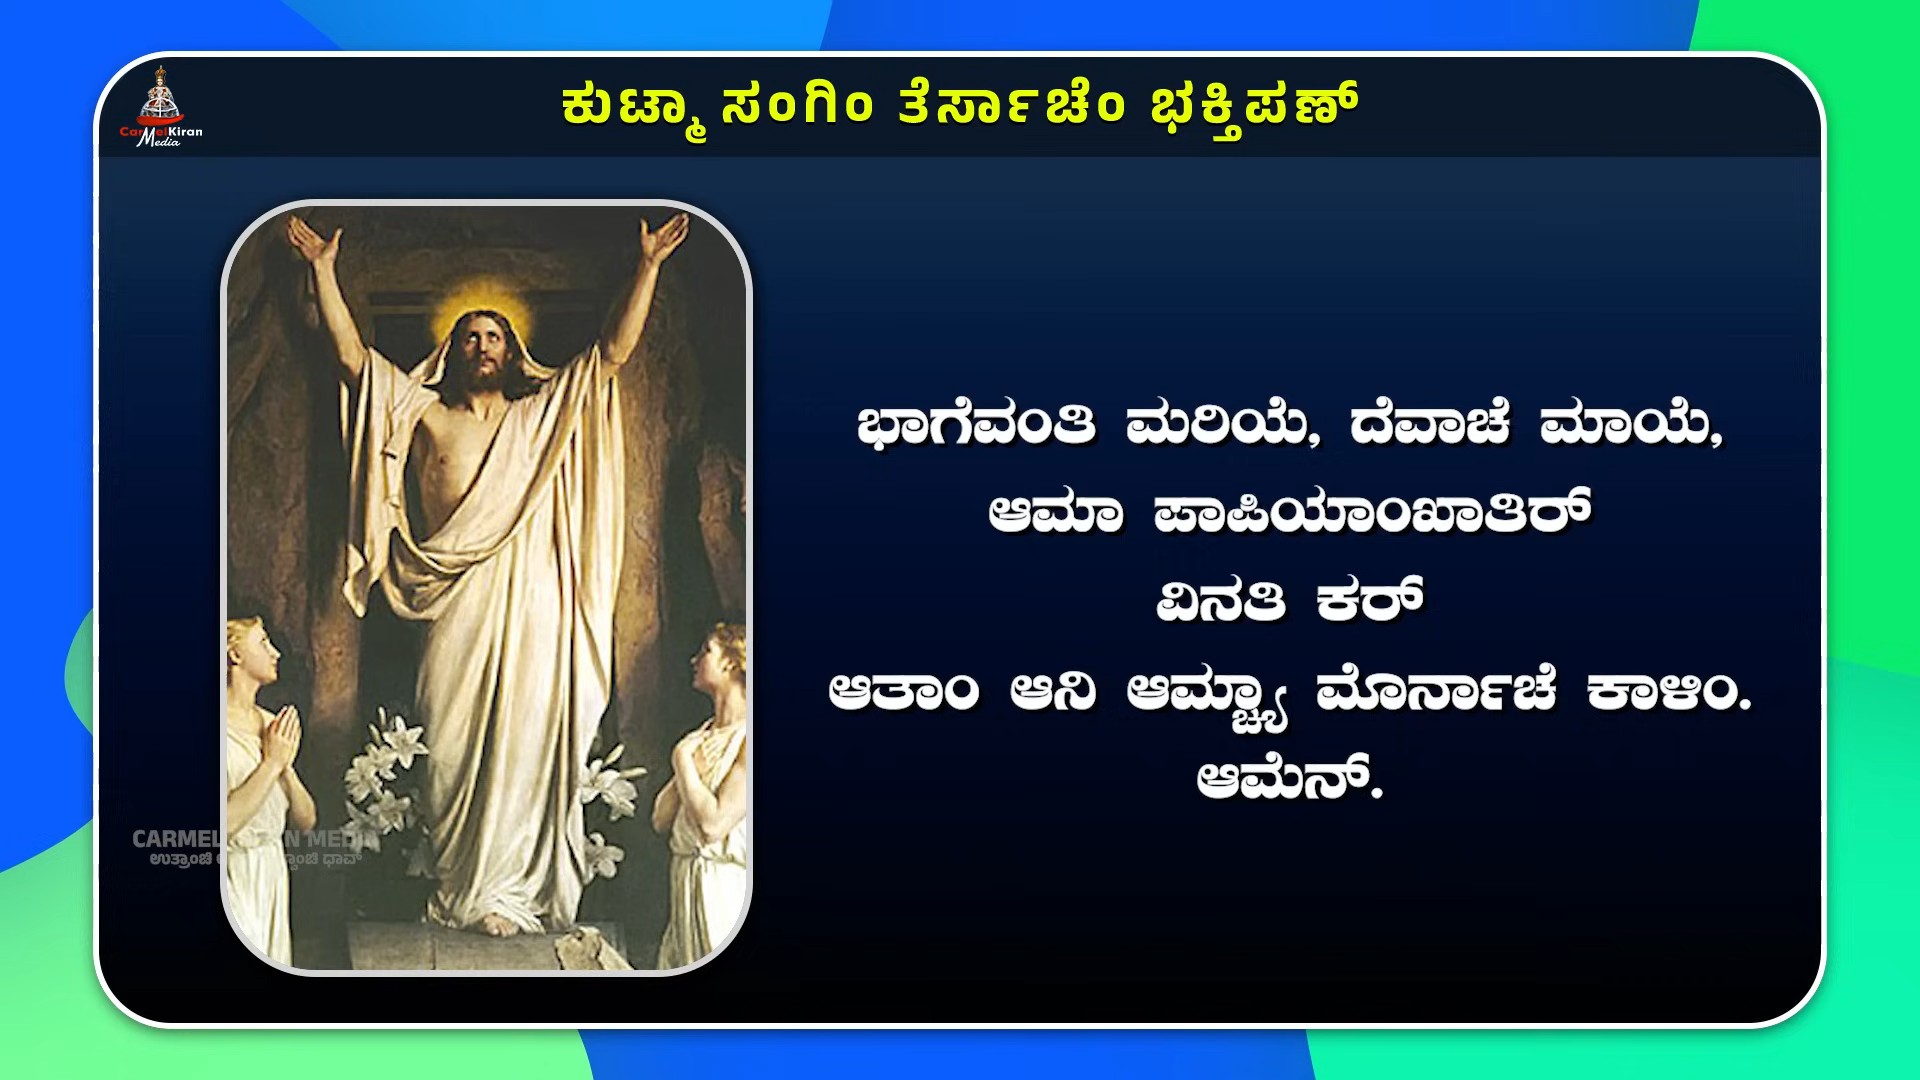 ಕುಟ್ಮಾ ಸಂಗಿಂ ತೆರ್ಸಾಚೆಂ ಭಕ್ತಿಪಣ್
CarmelKiran
Media
ಭಾಗೆವಂತಿ ಮರಿಯೆ, ದೆವಾಚೆ ಮಾಯೆ,
ಆಮಾ ಪಾಪಿಯಾಂಖಾತಿರ್
ವಿನತಿ ಕರ್
ಆತಾಂ ಆನಿ ಆಮ್ಚ್ಯಾ ಮೊರ್ನಾಚೆ ಕಾಳಿಂ.
ಆಮೆನ್.
CARMEL MEDIA